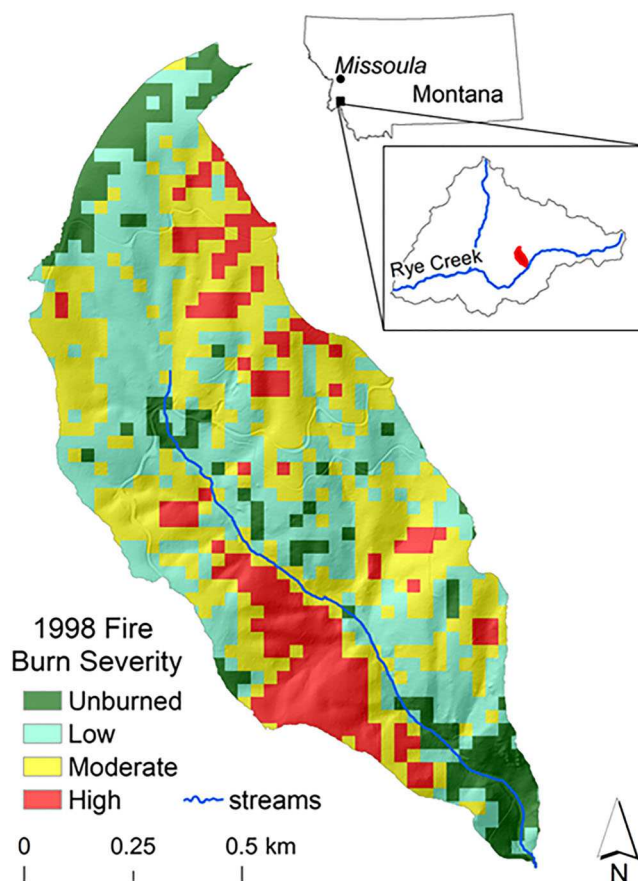 Missoula
Montana
Rye Creek
1998 Fire
Burn Severity
Unburned
Low
Moderate
High
streams
0 0.25 0.5 km
N